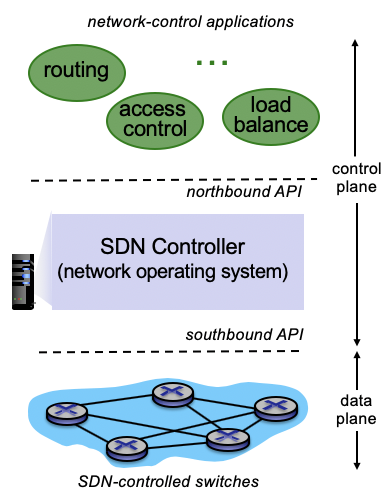 network-control applications
routing
...
access
control
load
balance
control
plane
northbound API
SDN Controller
(network operating system)
southbound API
data
plane
SDN-controlled switches